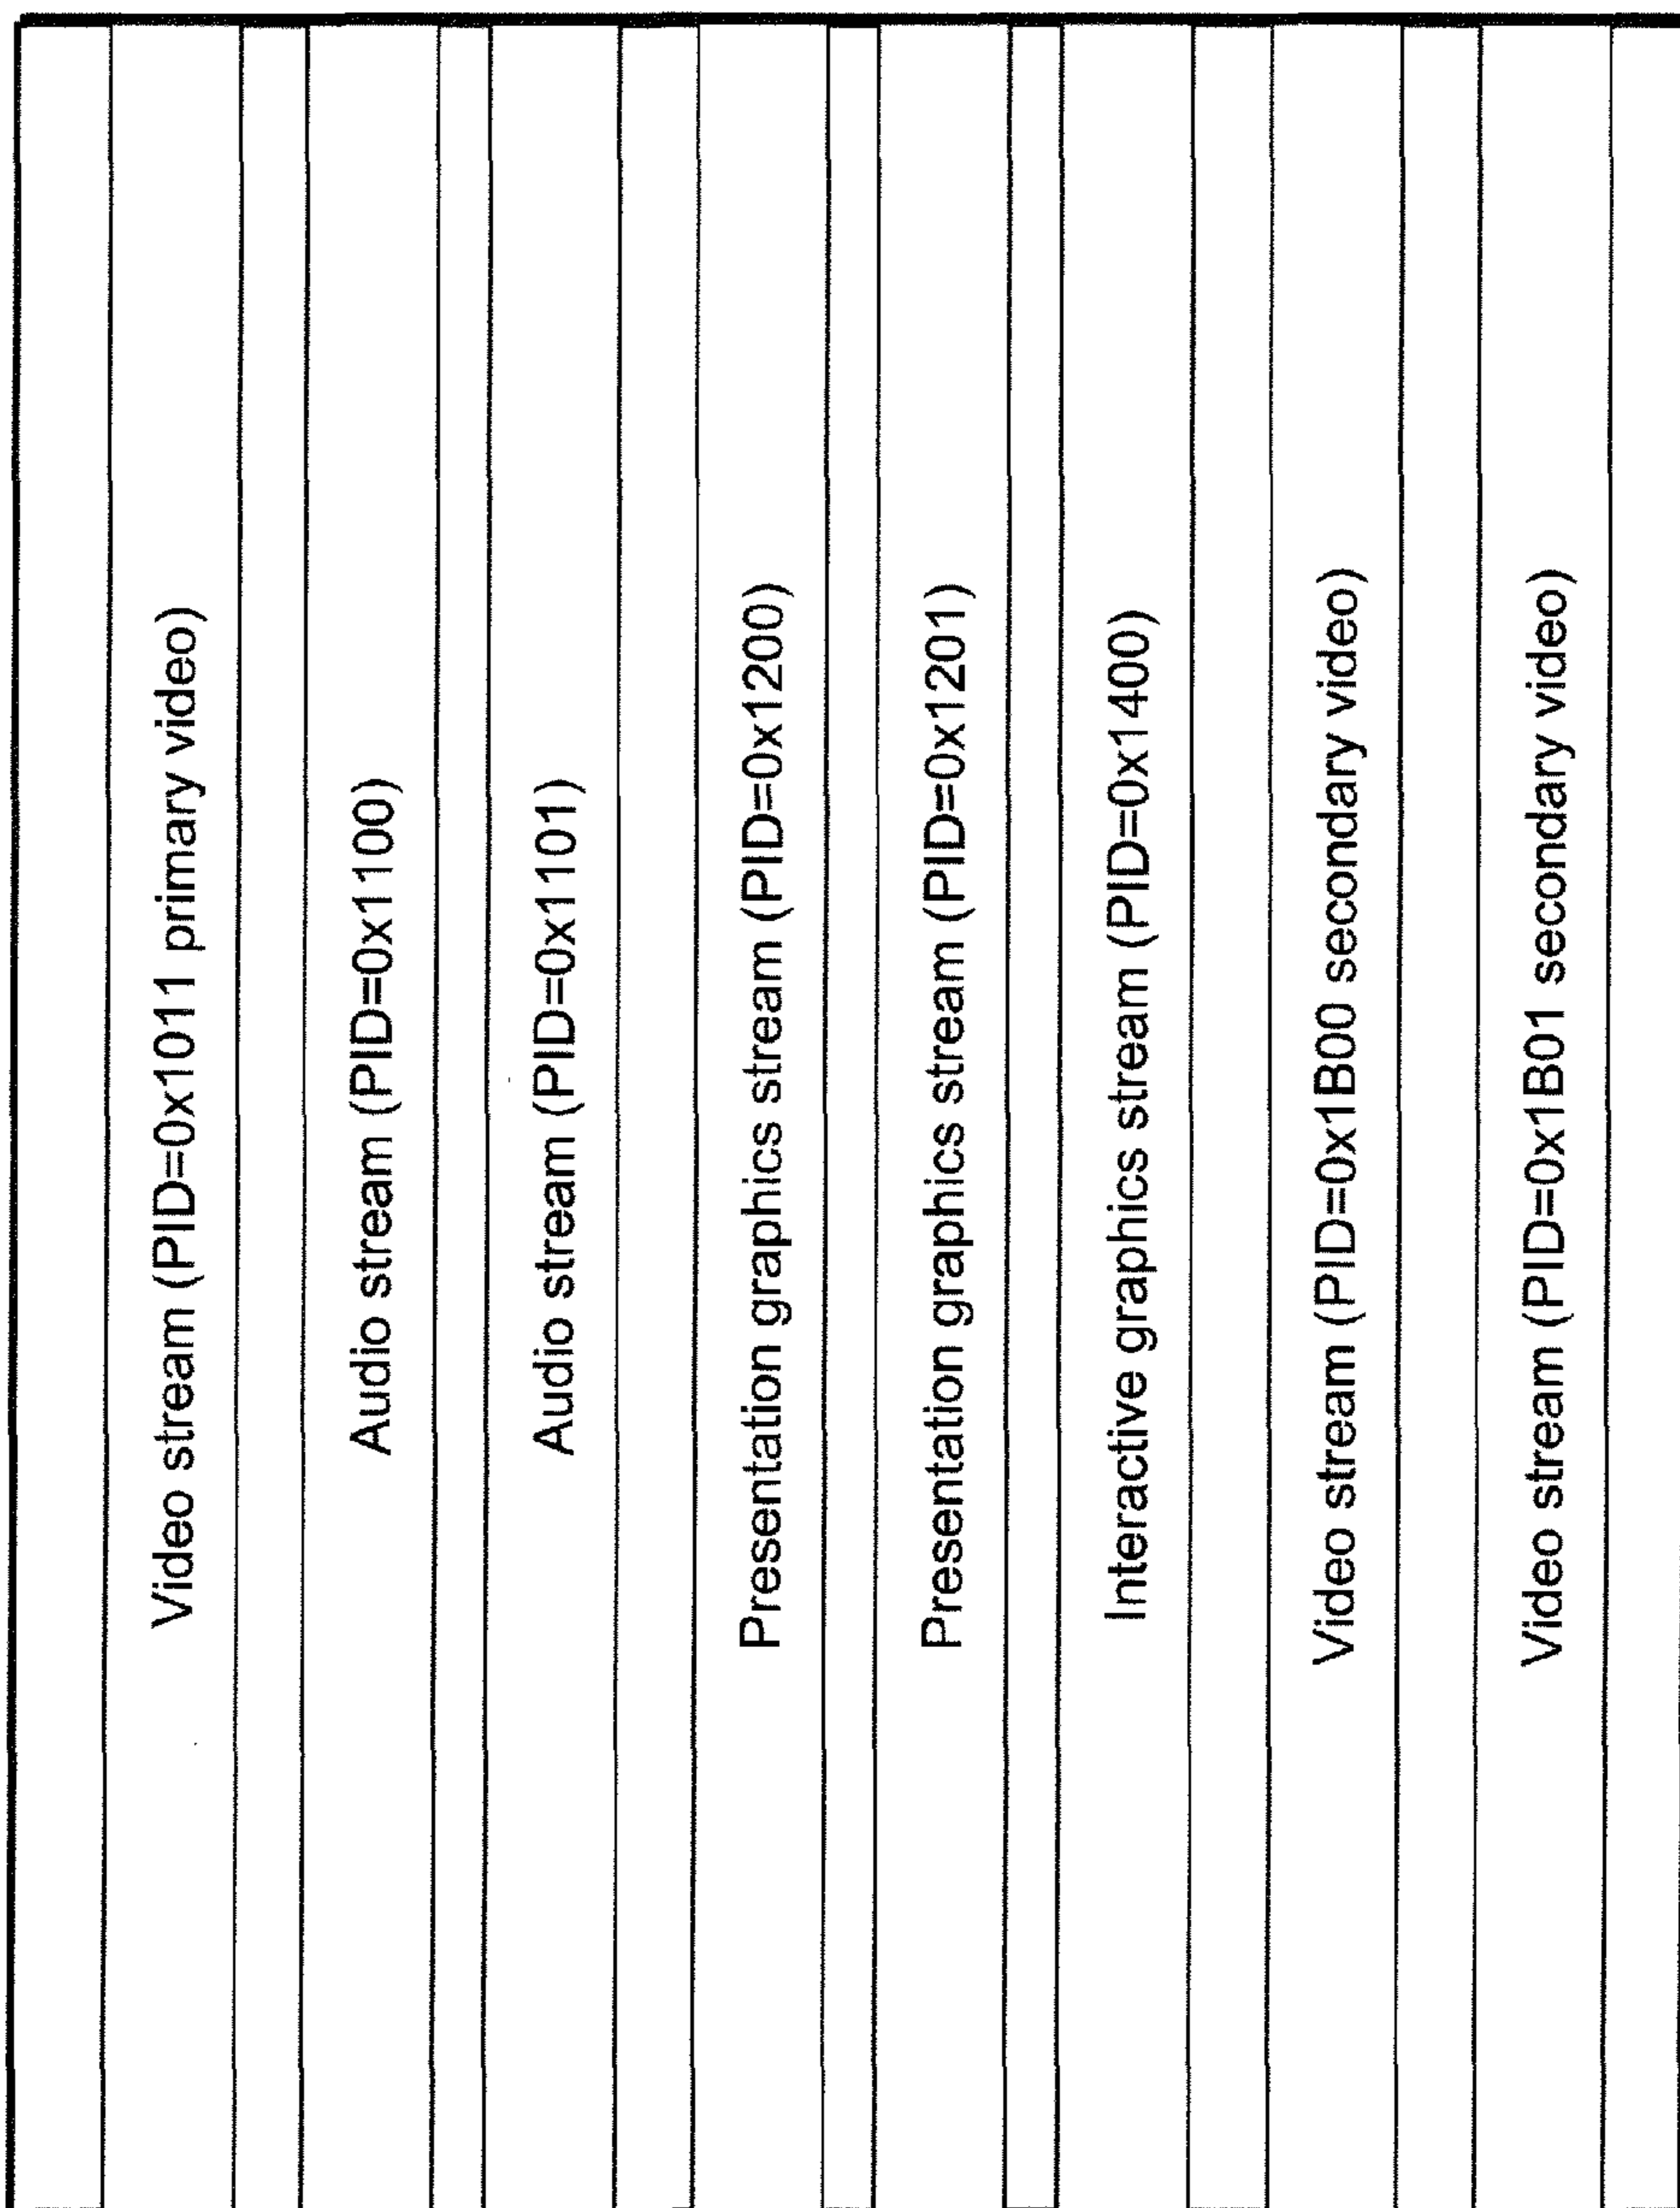 Video stream (PID=0x1011 primary video)
Audio stream (PID=0x1100)
Audio stream (PID=0x1101)
Presentation graphics stream (PID=0x1200)
Presentation graphics stream (PID=0x1201)
Interactive graphics stream (PID=0x1400)
Video stream (PID=0x1B00 secondary video)
Video stream (PID=0x1B01 secondary video)